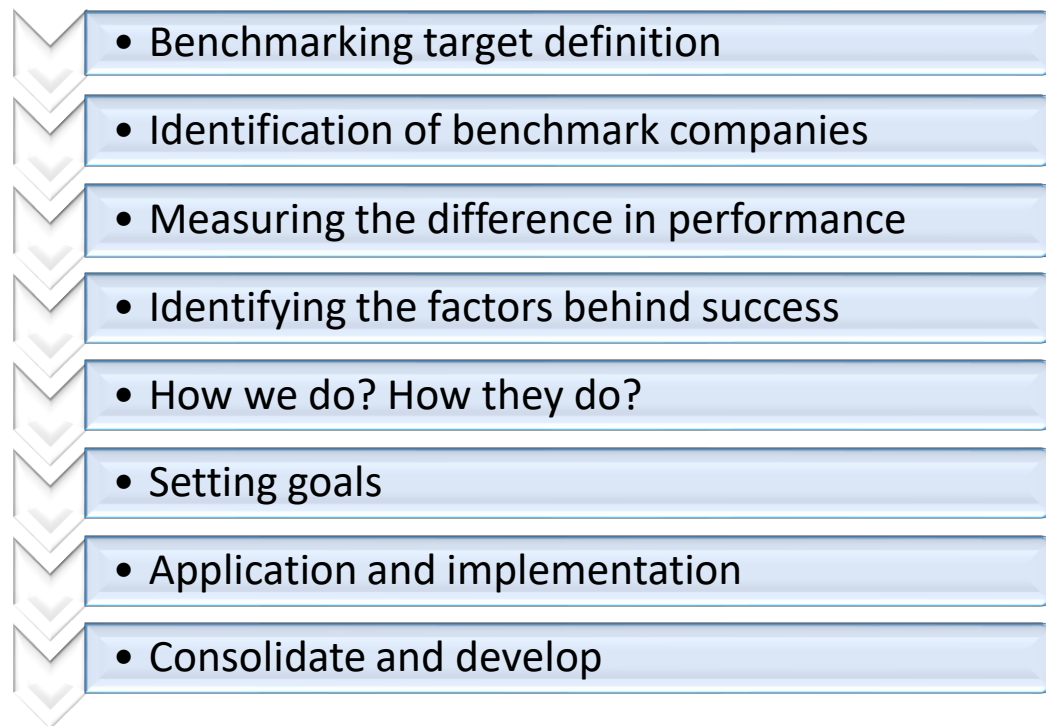 • Benchmarking target definition
• Identification of benchmark companies
• Measuring the difference in performance
• Identifying the factors behind success
• How we do? How they do?
• Setting goals
• Application and implementation
• Consolidate and develop